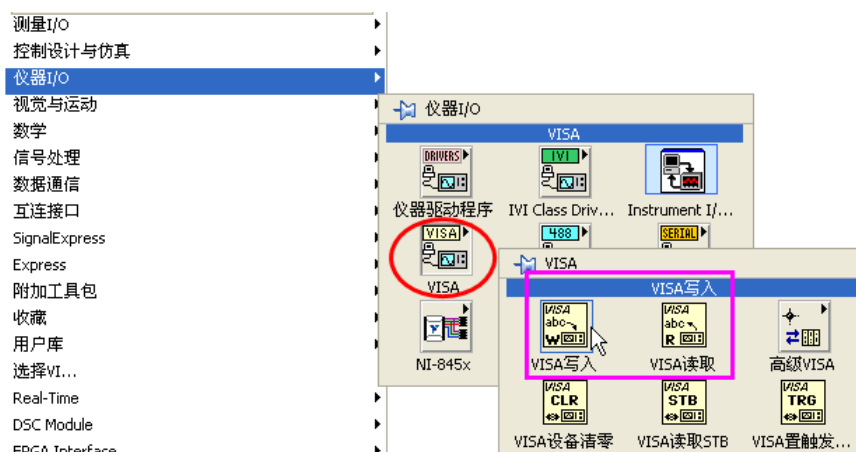 测量I/O
控制设计与仿真
仪器I/O
视觉与运动
数学
信号处理
数据通信
互连接口
SignalExpress
Express
附加工具包
收藏
用户库
选择VI...
Real-Time
DSC Module
FPGA Interface
仪器I/O
VISA
DRIVERS
IVI
仪器驱动程序
IVI Class Driv...
Instrument I/...
VISA
488
SERIAL
VISA
NI-845x
VISA
VISA写入
VISA abc W
VISA abc R
VISA写入
VISA读取
高级VISA
VISA CLR
VISA STB
VISA TRG
VISA设备清零
VISA读取STB
VISA置触发...